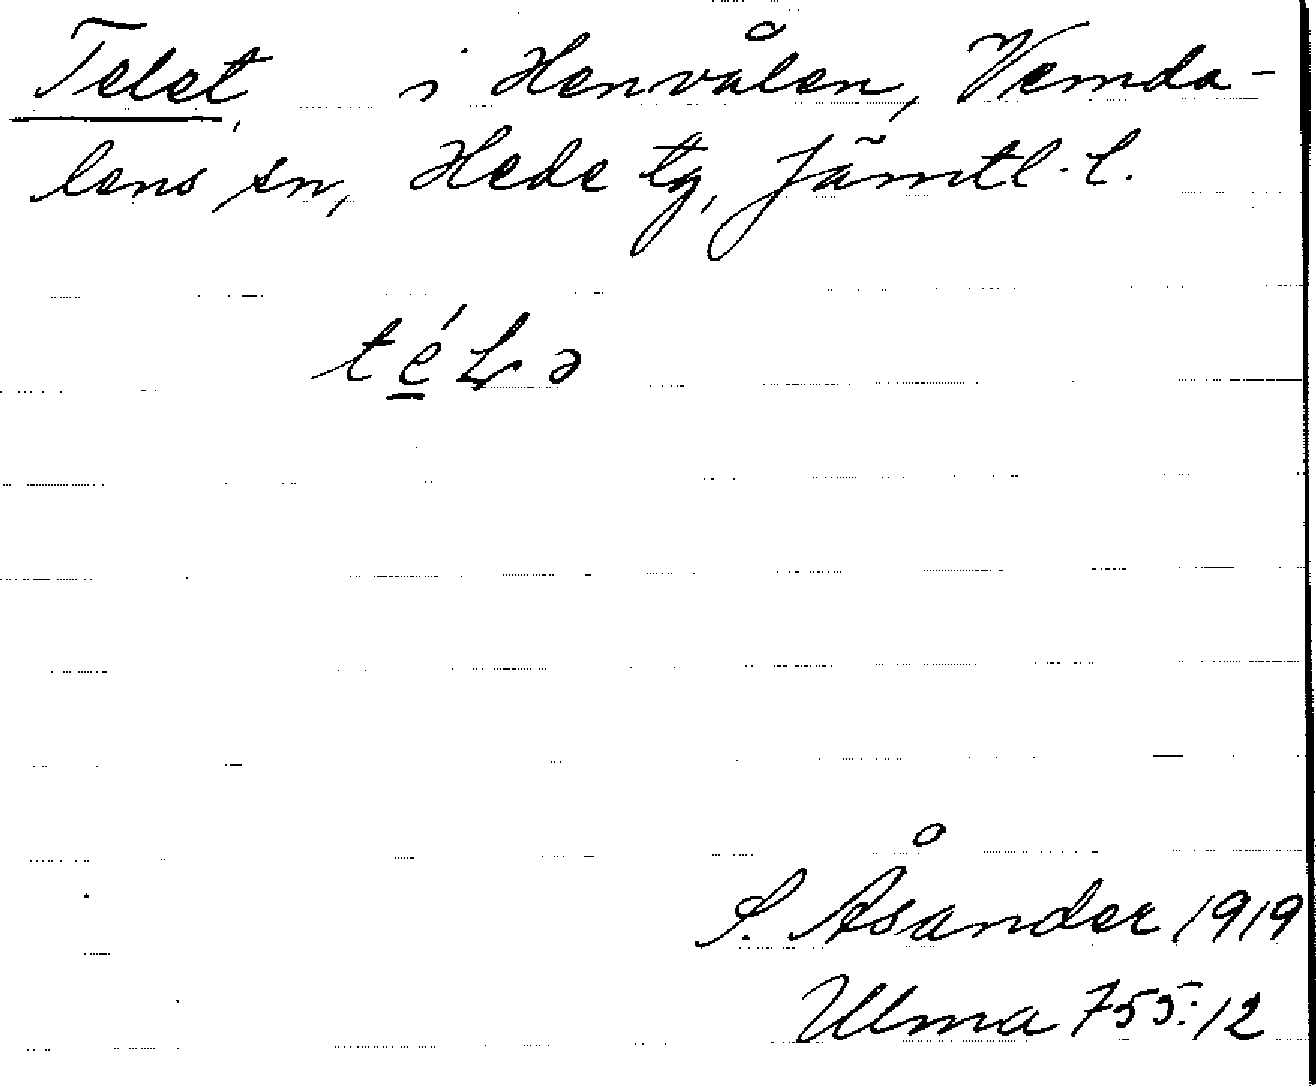 Telet, i Henvålen, Vemda-
lens sn, Hede tg, Jämtl. l.
téLə
S. Åsander 1919
Ulma 755:12